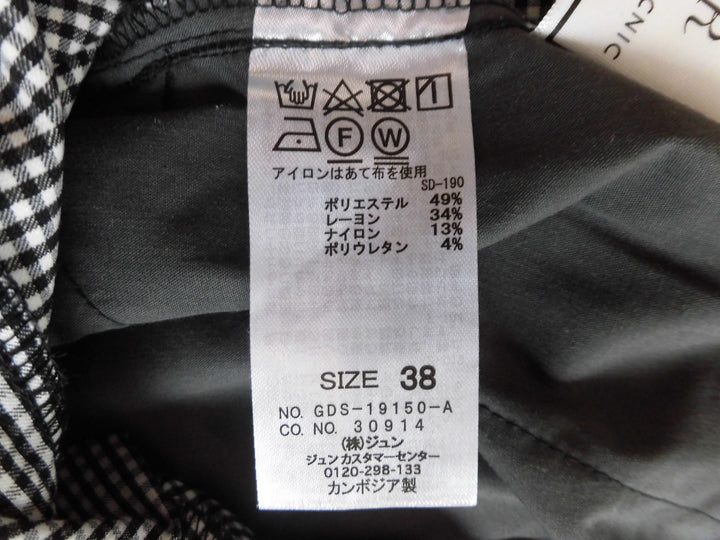 F W
アイロンはあて布を使用
SD-190
ポリエステル 49%
レーヨン 34%
ナイロン 13%
ポリウレタン 4%
SIZE 38
NO. GDS-19150-A
CO. NO. 30914
(株)ジュン
ジュン カスタマーセンター
0120-298-133
カンボジア製
R
CNIC